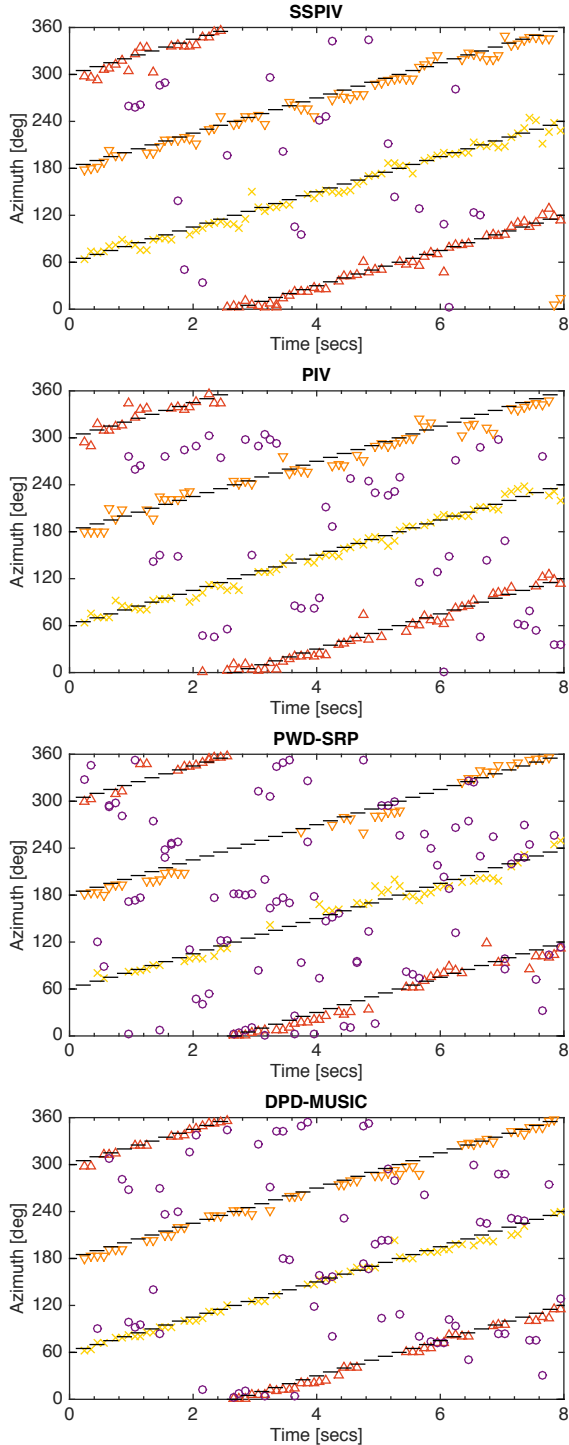 SSPIV
360
300
240
180
120
60
0
Azimuth [deg]
0 2 4 6 8
Time [secs]
PIV
360
300
240
180
120
60
0
Azimuth [deg]
0 2 4 6 8
Time [secs]
PWD-SRP
360
300
240
180
120
60
0
Azimuth [deg]
0 2 4 6 8
Time [secs]
DPD-MUSIC
360
300
240
180
120
60
0
Azimuth [deg]
0 2 4 6 8
Time [secs]